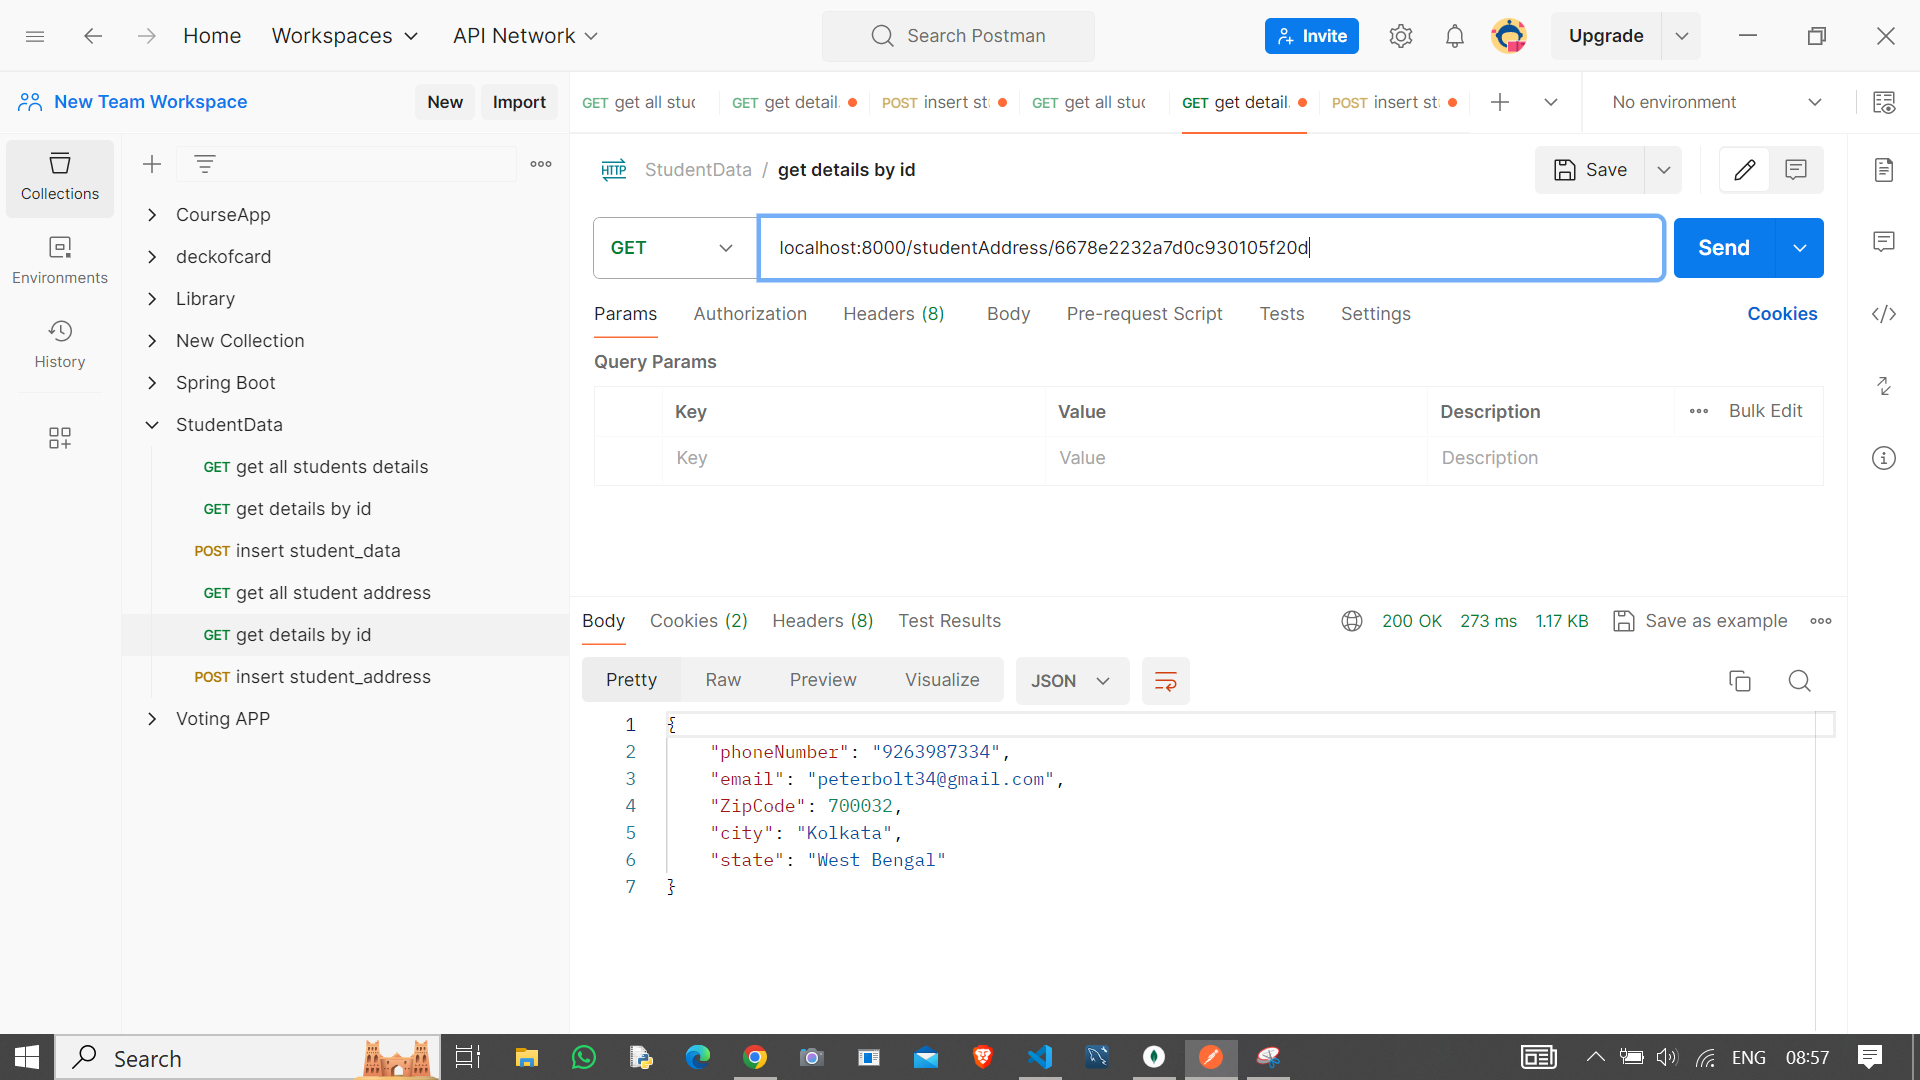 Home Workspaces API Network Search Postman Invite Upgrade
New Team Workspace New Import
GET get all stuc GET get detail. POST insert st GET get all stuc GET get detail. POST insert st No environment
Collections
Environments
History
CourseApp
deckofcard
Library
New Collection
Spring Boot
StudentData
GET get all students details
GET get details by id
POST insert student_data
GET get all student address
GET get details by id
POST insert student_address
Voting APP
HTTP StudentData / get details by id Save
GET localhost:8000/studentAddress/6678e2232a7d0c930105f20d Send
Params Authorization Headers (8) Body Pre-request Script Tests Settings Cookies
Query Params
Key Value Description Bulk Edit
Key Value Description
Body Cookies (2) Headers (8) Test Results 200 OK 273 ms 1.17 KB Save as example
Pretty Raw Preview Visualize JSON
1 {
2 "phoneNumber": "9263987334",
3 "email": "peterbolt34@gmail.com",
4 "ZipCode": 700032,
5 "city": "Kolkata",
6 "state": "West Bengal"
7 }
Search ENG 08:57